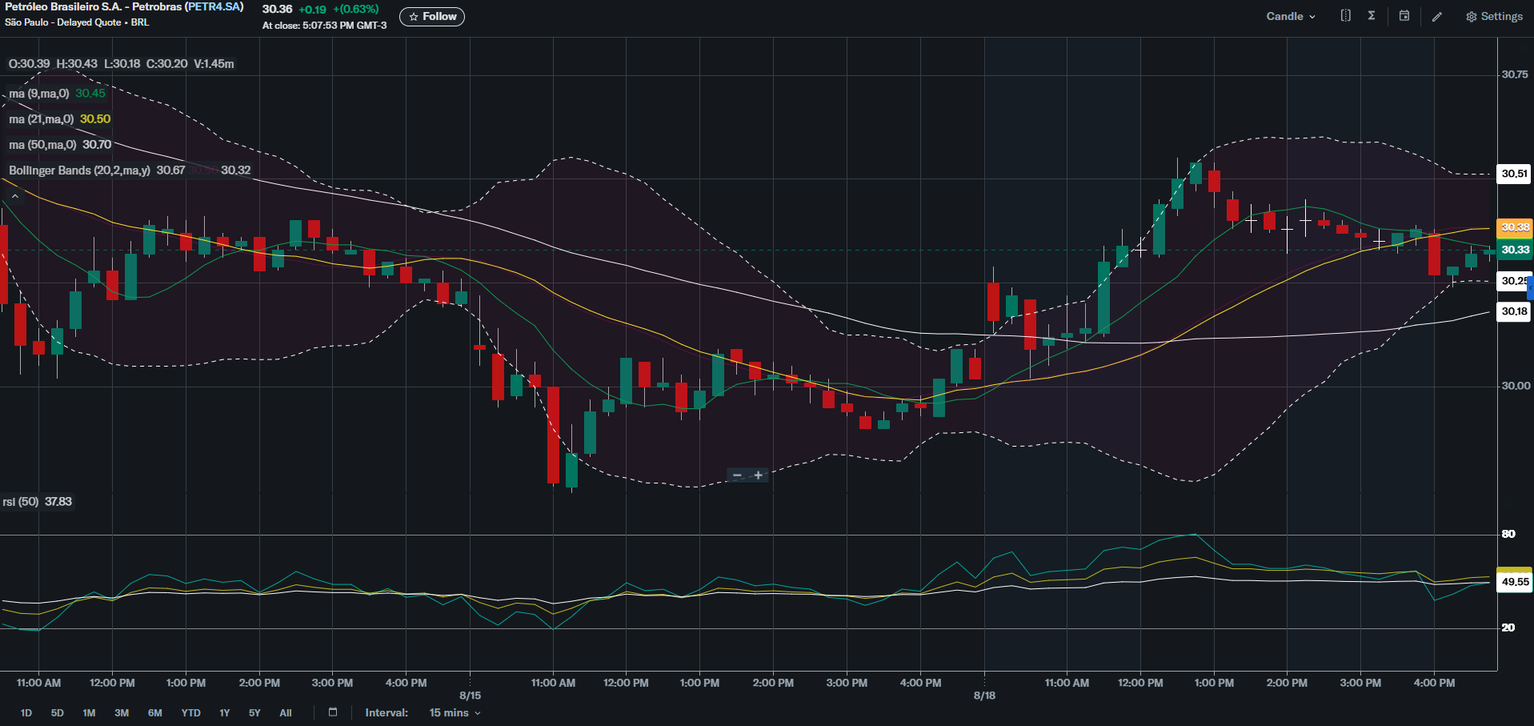 Petróleo Brasileiro S.A. - Petrobras (PETR4.SA)
São Paulo - Delayed Quote • BRL
30.36 +0.19 +(0.63%)
At close: 5:07:53 PM GMT-3
Follow
Candle
Settings
O:30.39 H:30.43 L:30.18 C:30.20 V:1.45m
ma (9,ma,0) 30.45
ma (21,ma,0) 30.50
ma (50,ma,0) 30.70
Bollinger Bands (20,2,ma,y) 30.67 30.32
30.75
30.51
30.38
30.33
30.25
30.18
30.00
rsi (50) 37.83
80
49.55
20
11:00 AM 12:00 PM 1:00 PM 2:00 PM 3:00 PM 4:00 PM 11:00 AM 12:00 PM 1:00 PM 2:00 PM 3:00 PM 4:00 PM 11:00 AM 12:00 PM 1:00 PM 2:00 PM 3:00 PM 4:00 PM
8/15 8/18
1D 5D 1M 3M 6M YTD 1Y 5Y All Interval: 15 mins